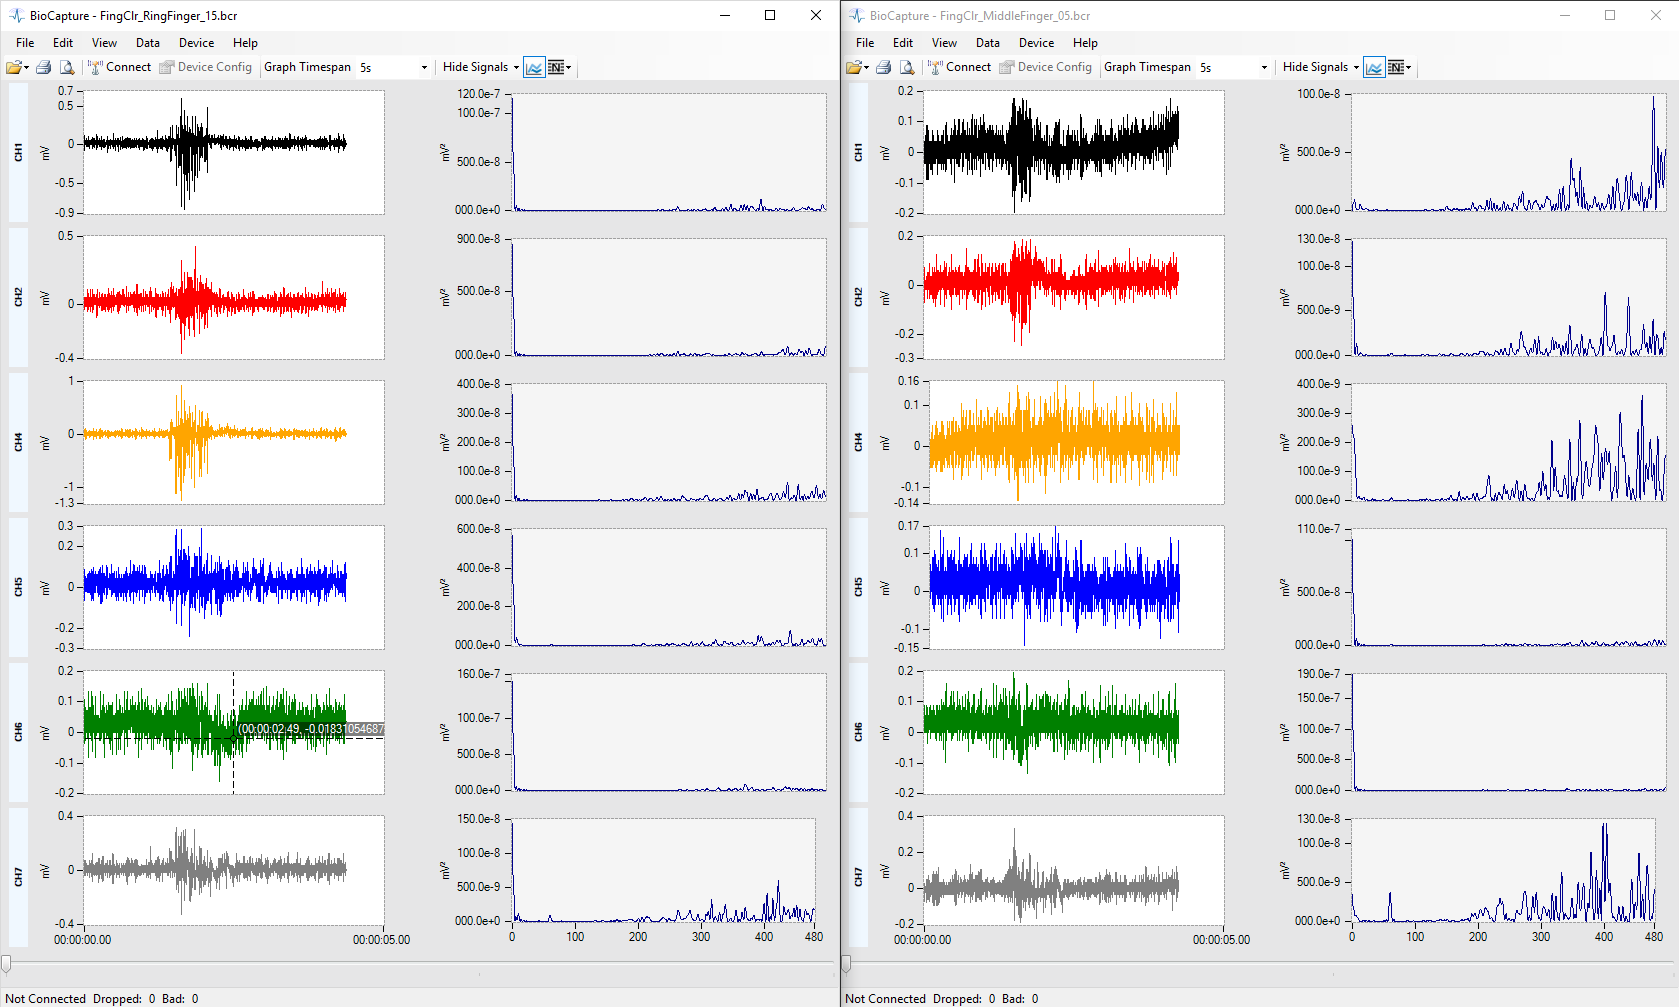 BioCapture - FingClr_RingFinger_15.bcr
File Edit View Data Device Help
Connect Device Config Graph Timespan 5s Hide Signals
CH1
mV
0.7
0.5
0
-0.5
-0.9
mV²
120.0e-7
100.0e-7
500.0e-8
000.0e+0
CH2
mV
0.5
0
-0.4
mV²
900.0e-8
500.0e-8
000.0e+0
CH4
mV
1
0
-1
-1.3
mV²
400.0e-8
300.0e-8
200.0e-8
100.0e-8
000.0e+0
CH5
mV
0.3
0.2
0
-0.2
-0.3
mV²
600.0e-8
400.0e-8
200.0e-8
000.0e+0
CH6
mV
0.2
0.1
0
-0.1
-0.2
(00:00:02.49, -0.01831054687
mV²
160.0e-7
100.0e-7
500.0e-8
000.0e+0
CH7
mV
0.4
0
-0.4
00:00:00.00 00:00:05.00
mV²
150.0e-8
100.0e-8
500.0e-9
000.0e+0
0 100 200 300 400 480
Not Connected Dropped: 0 Bad: 0
BioCapture - FingClr_MiddleFinger_05.bcr
File Edit View Data Device Help
Connect Device Config Graph Timespan 5s Hide Signals
CH1
mV
0.2
0.1
0
-0.1
-0.2
mV²
100.0e-8
500.0e-9
000.0e+0
CH2
mV
0.2
0
-0.2
-0.3
mV²
130.0e-8
100.0e-8
500.0e-9
000.0e+0
CH4
mV
0.16
0.1
0
-0.1
-0.14
mV²
400.0e-9
300.0e-9
200.0e-9
100.0e-9
000.0e+0
CH5
mV
0.17
0.1
0
-0.1
-0.15
mV²
110.0e-7
500.0e-8
000.0e+0
CH6
mV
0.2
0.1
0
-0.1
-0.2
mV²
190.0e-7
150.0e-7
100.0e-7
500.0e-8
000.0e+0
CH7
mV
0.4
0.2
0
-0.2
00:00:00.00 00:00:05.00
mV²
130.0e-8
100.0e-8
500.0e-9
000.0e+0
0 100 200 300 400 480
Not Connected Dropped: 0 Bad: 0